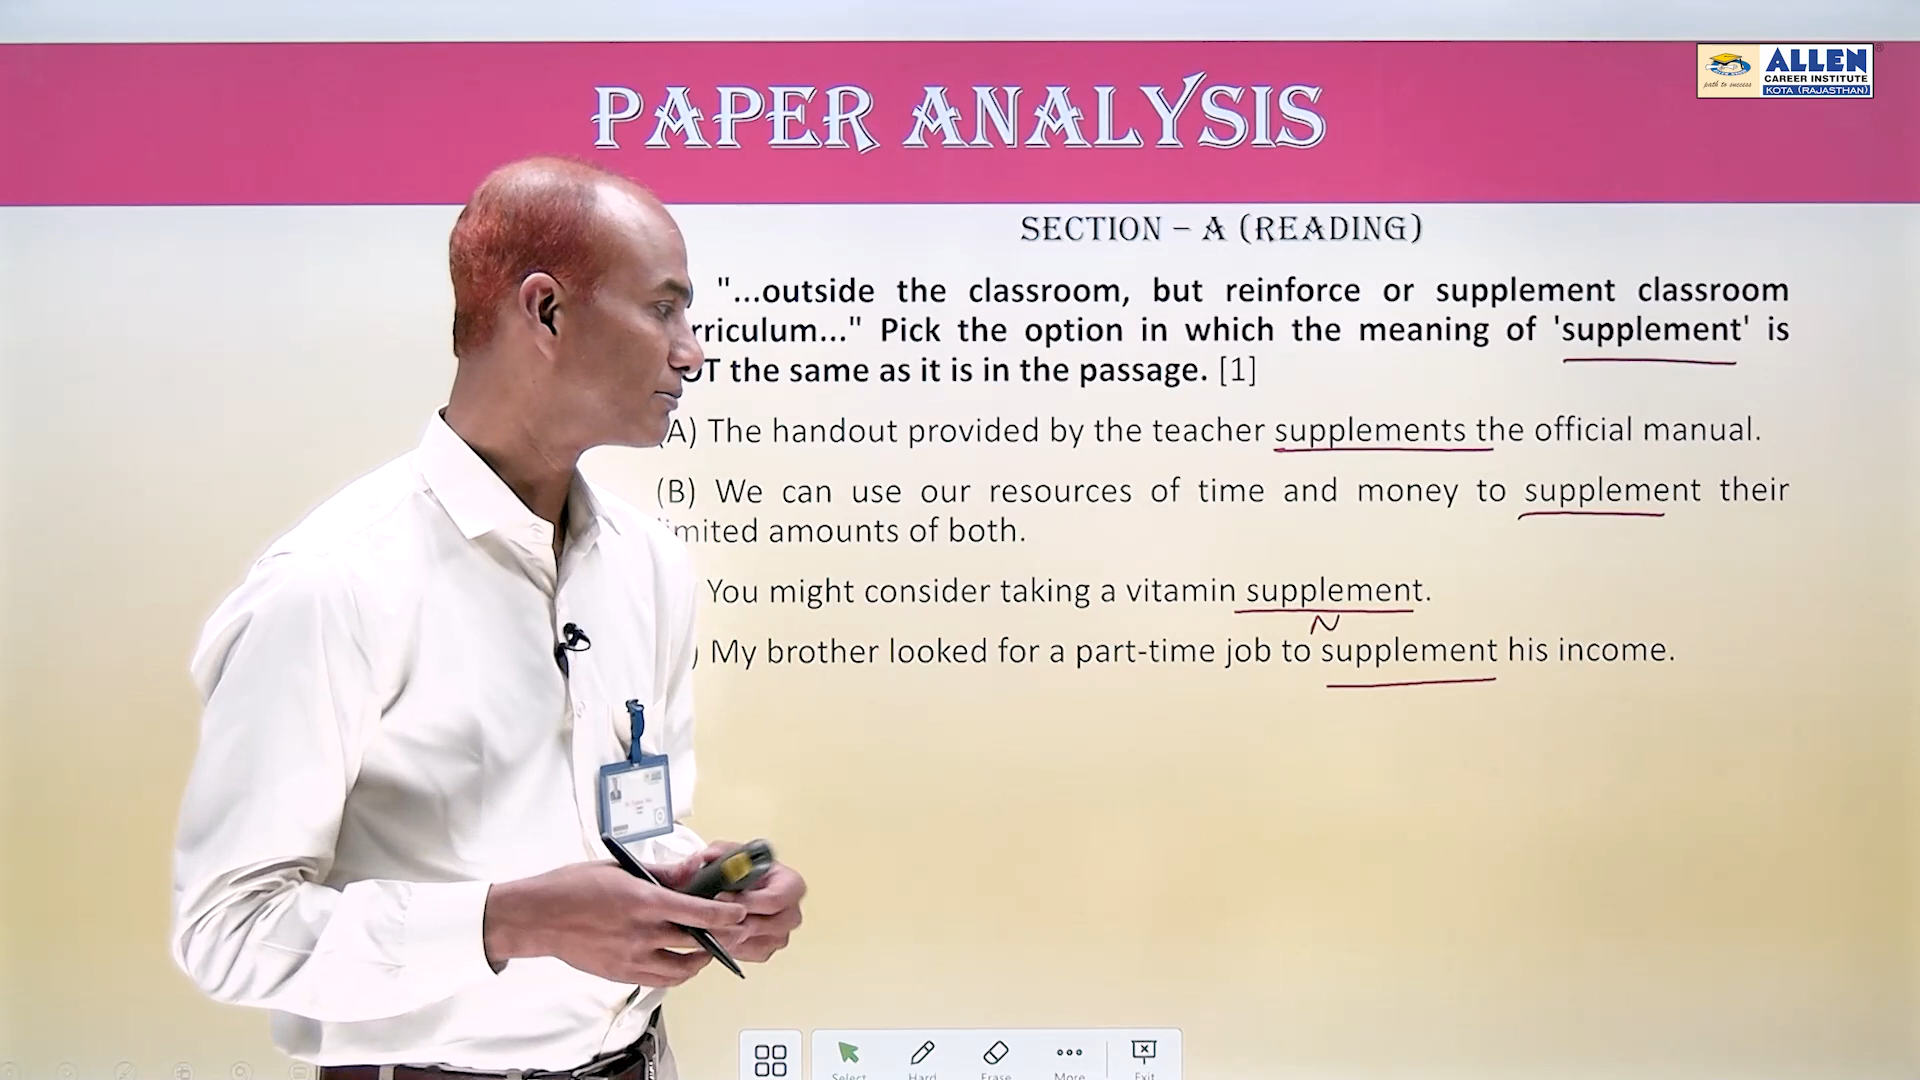 ALLEN
CAREER INSTITUTE
KOTA (RAJASTHAN)
path to success
PAPER ANALYSIS
SECTION – A (READING)
"...outside the classroom, but reinforce or supplement classroom
rriculum..." Pick the option in which the meaning of 'supplement' is
OT the same as it is in the passage. [1]
(A) The handout provided by the teacher supplements the official manual.
(B) We can use our resources of time and money to supplement their
imited amounts of both.
You might consider taking a vitamin supplement.
N
) My brother looked for a part-time job to supplement his income.
Select Hard Erase More Exit